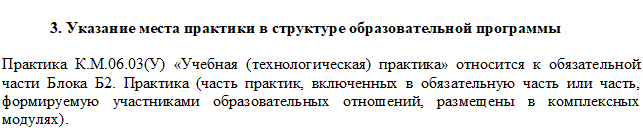 3. Указание места практики в структуре образовательной программы
Практика К.М.06.03(У) «Учебная (технологическая) практика» относится к обязательной
части Блока Б2. Практика (часть практик, включенных в обязательную часть или часть,
формируемую участниками образовательных отношений, размещены в комплексных
модулях).